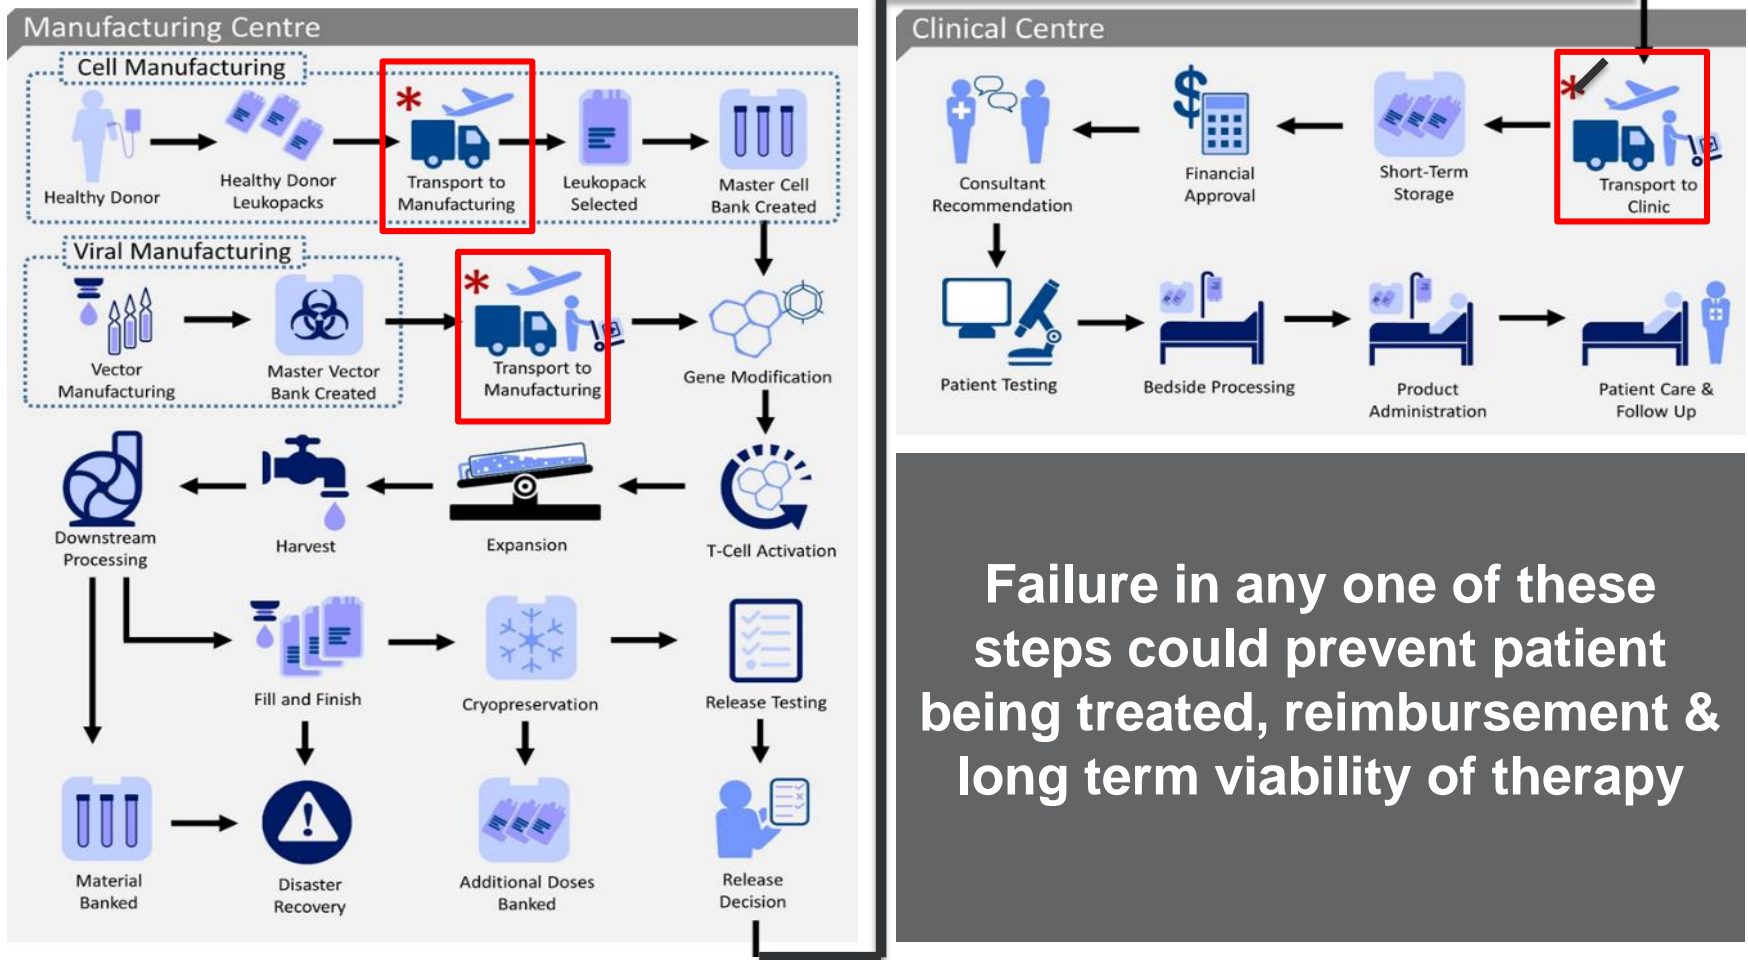 Manufacturing Centre
Cell Manufacturing
*
Healthy Donor
Healthy Donor
Leukopacks
Transport to
Manufacturing
Leukopack
Selected
Master Cell
Bank Created
Viral Manufacturing
*
Vector
Manufacturing
Master Vector
Bank Created
Transport to
Manufacturing
Gene Modification
Downstream
Processing
Harvest
Expansion
T-Cell Activation
Fill and Finish
Cryopreservation
Release Testing
Material
Banked
Disaster
Recovery
Additional Doses
Banked
Release
Decision
Clinical Centre
*
$
Consultant
Recommendation
Financial
Approval
Short-Term
Storage
Transport to
Clinic
Patient Testing
Bedside Processing
Product
Administration
Patient Care &
Follow Up
Failure in any one of these
steps could prevent patient
being treated, reimbursement &
long term viability of therapy